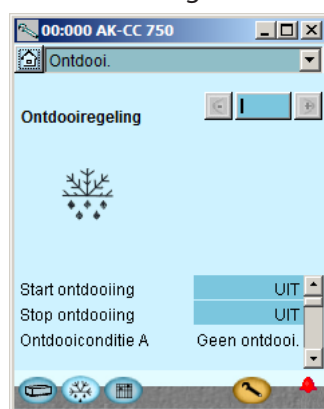 00:000 AK-CC 750
Ontdooi.
Ontdooiregeling
Start ontdooiing UIT
Stop ontdooiing UIT
Ontdooiconditie A Geen ontdooi.